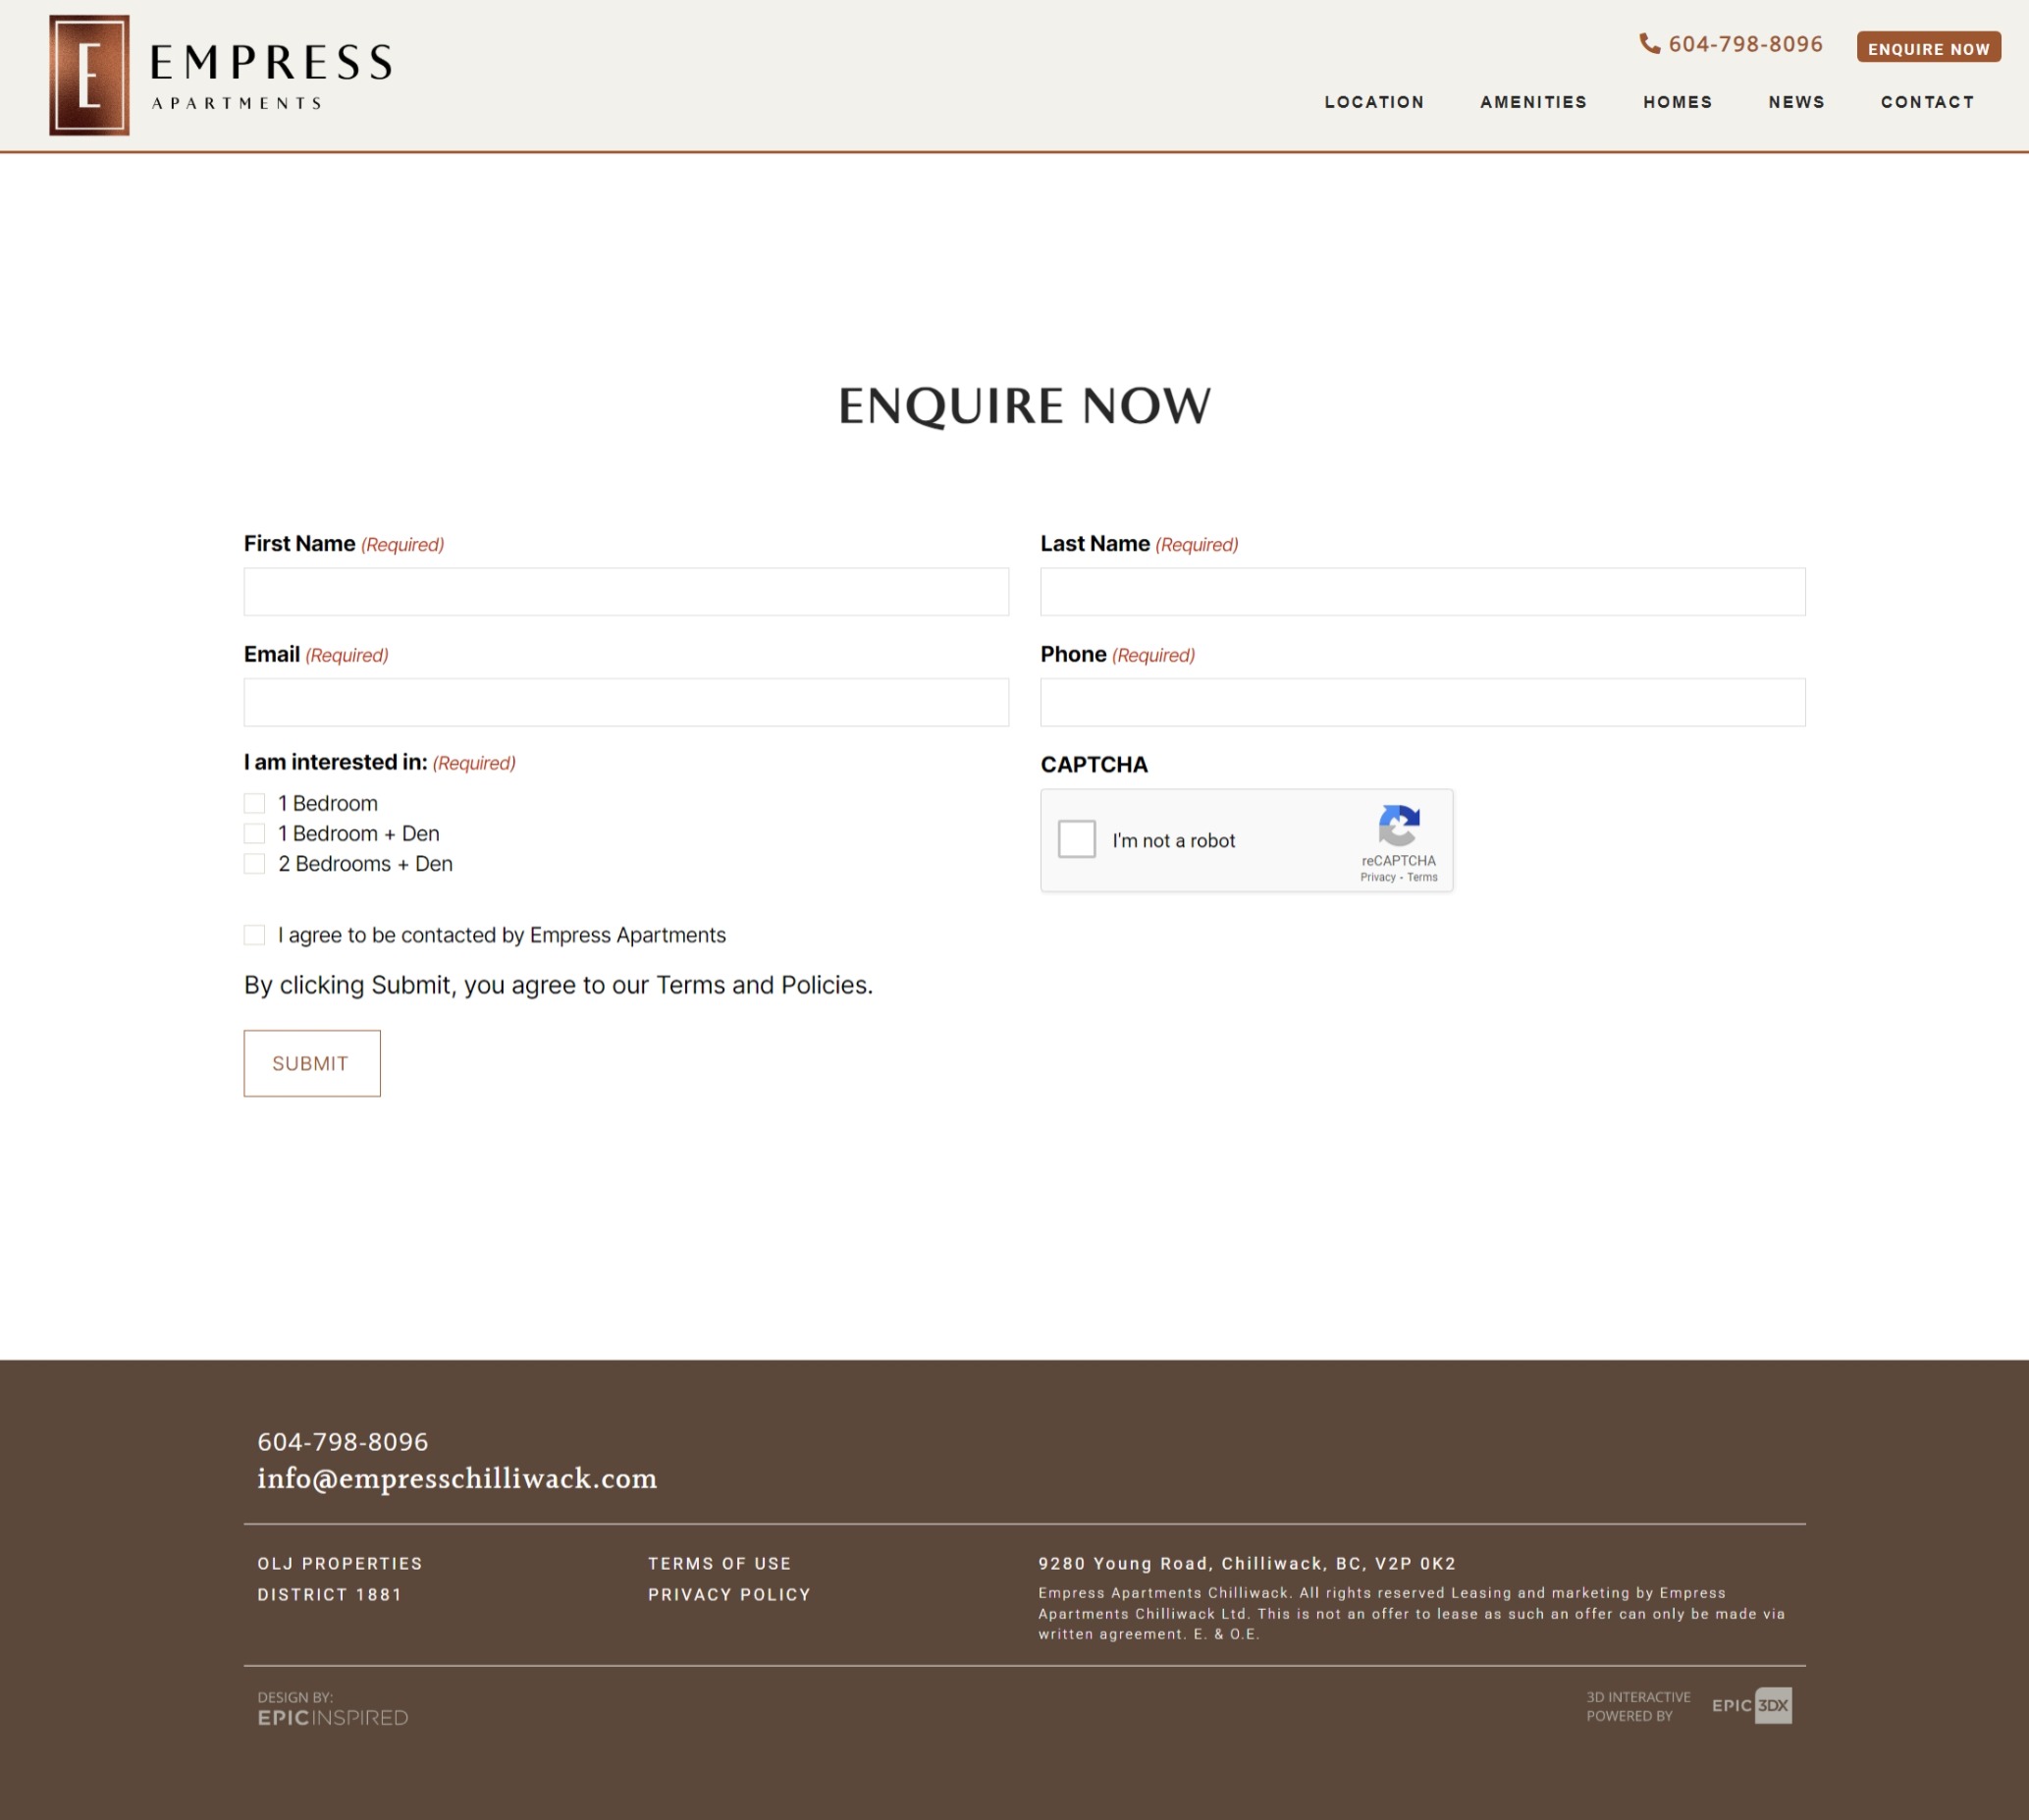 E
EMPRESS
APARTMENTS
604-798-8096
ENQUIRE NOW
LOCATION AMENITIES HOMES NEWS CONTACT
ENQUIRE NOW
First Name (Required)
Last Name (Required)
Email (Required)
Phone (Required)
I am interested in: (Required)
1 Bedroom
1 Bedroom + Den
2 Bedrooms + Den
CAPTCHA
I'm not a robot
reCAPTCHA
Privacy - Terms
I agree to be contacted by Empress Apartments
By clicking Submit, you agree to our Terms and Policies.
SUBMIT
604-798-8096
info@empresschilliwack.com
OLJ PROPERTIES
DISTRICT 1881
TERMS OF USE
PRIVACY POLICY
9280 Young Road, Chilliwack, BC, V2P 0K2
Empress Apartments Chilliwack. All rights reserved Leasing and marketing by Empress
Apartments Chilliwack Ltd. This is not an offer to lease as such an offer can only be made via
written agreement. E. & O.E.
DESIGN BY:
EPICINSPIRED
3D INTERACTIVE
POWERED BY
EPIC 3DX